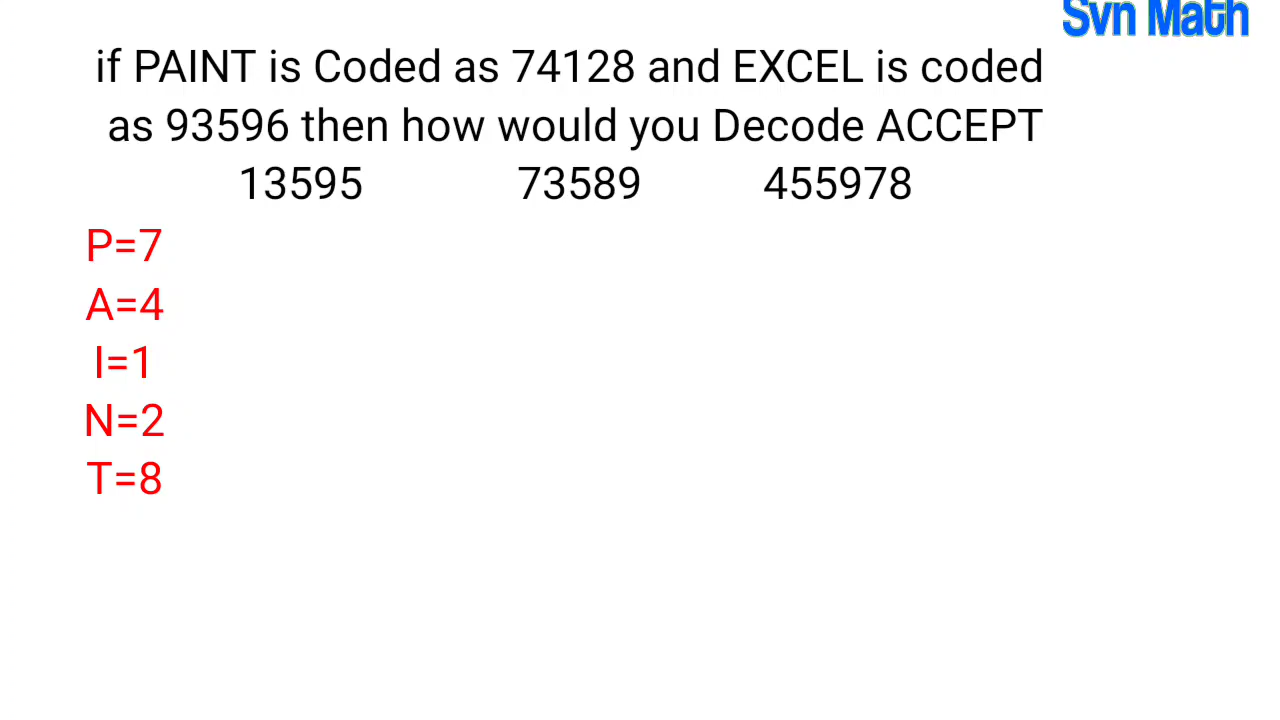 Svn Math
if PAINT is Coded as 74128 and EXCEL is coded
as 93596 then how would you Decode ACCEPT
13595 73589 455978
P=7
A=4
I=1
N=2
T=8